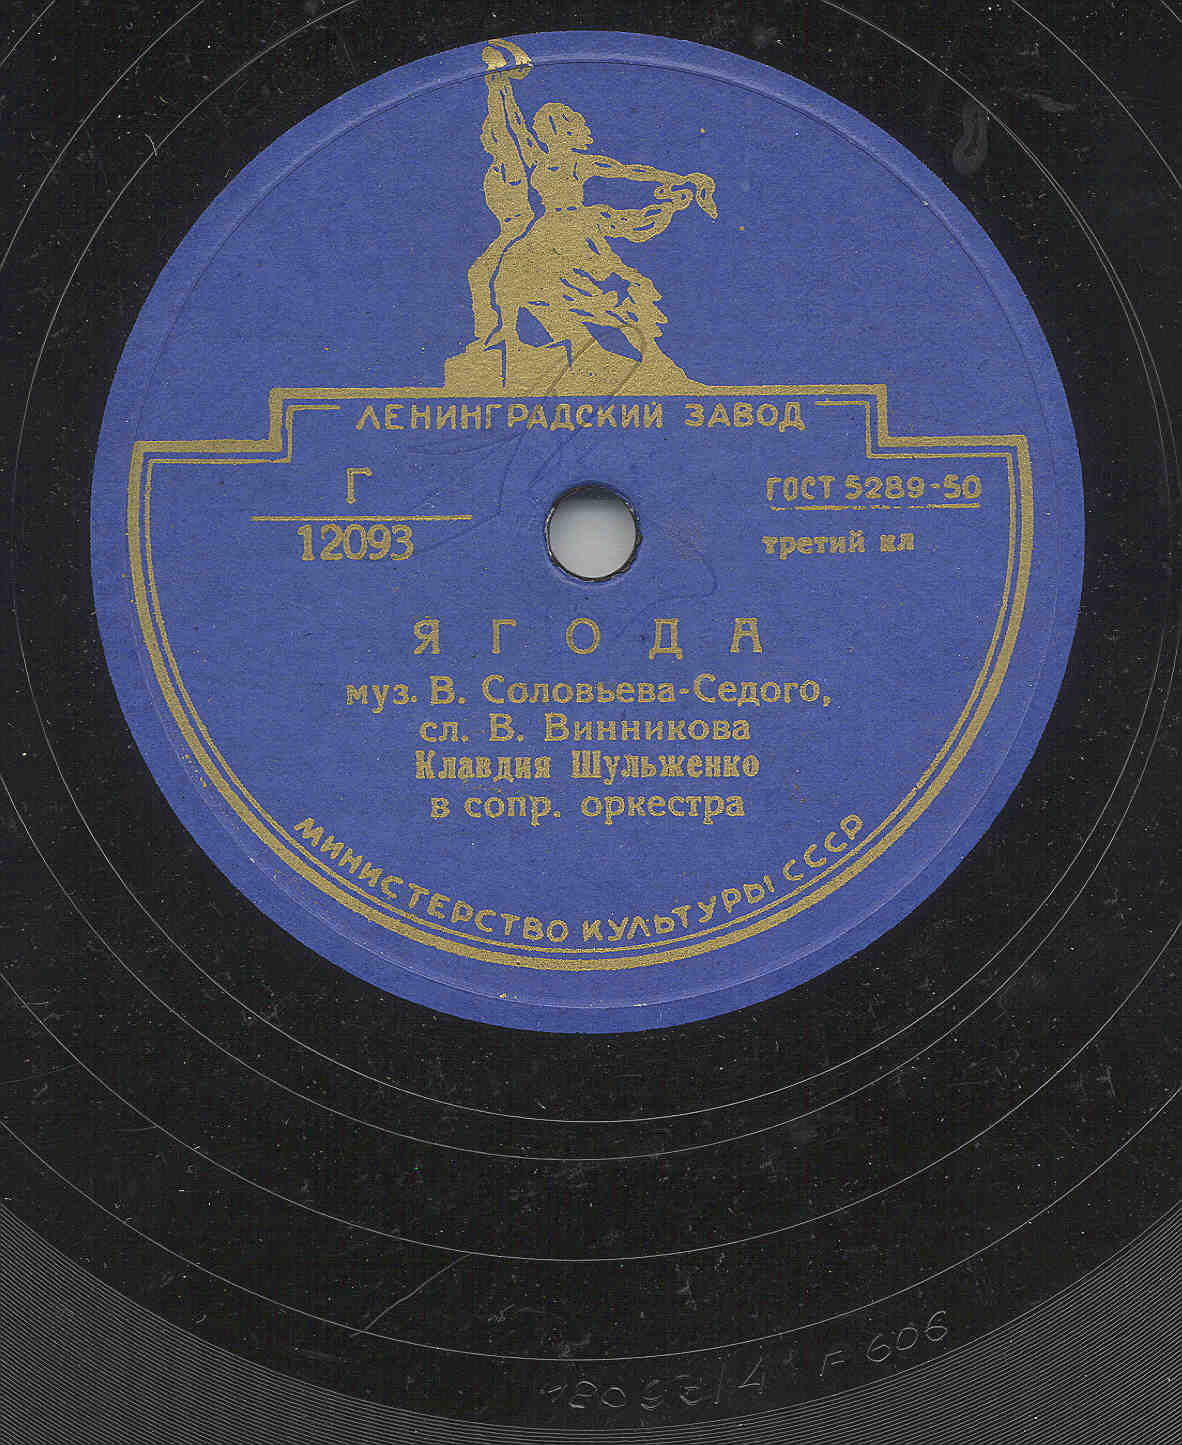 ЛЕНИНГРАДСКИЙ ЗАВОД
Г
12093
ГОСТ 5289-50
третий кл
ЯГОДА
муз. В. Соловьева-Седого,
сл. В. Винникова
Клавдия Шульженко
в сопр. оркестра
МИНИСТЕРСТВО КУЛЬТУРЫ СССР
F 606